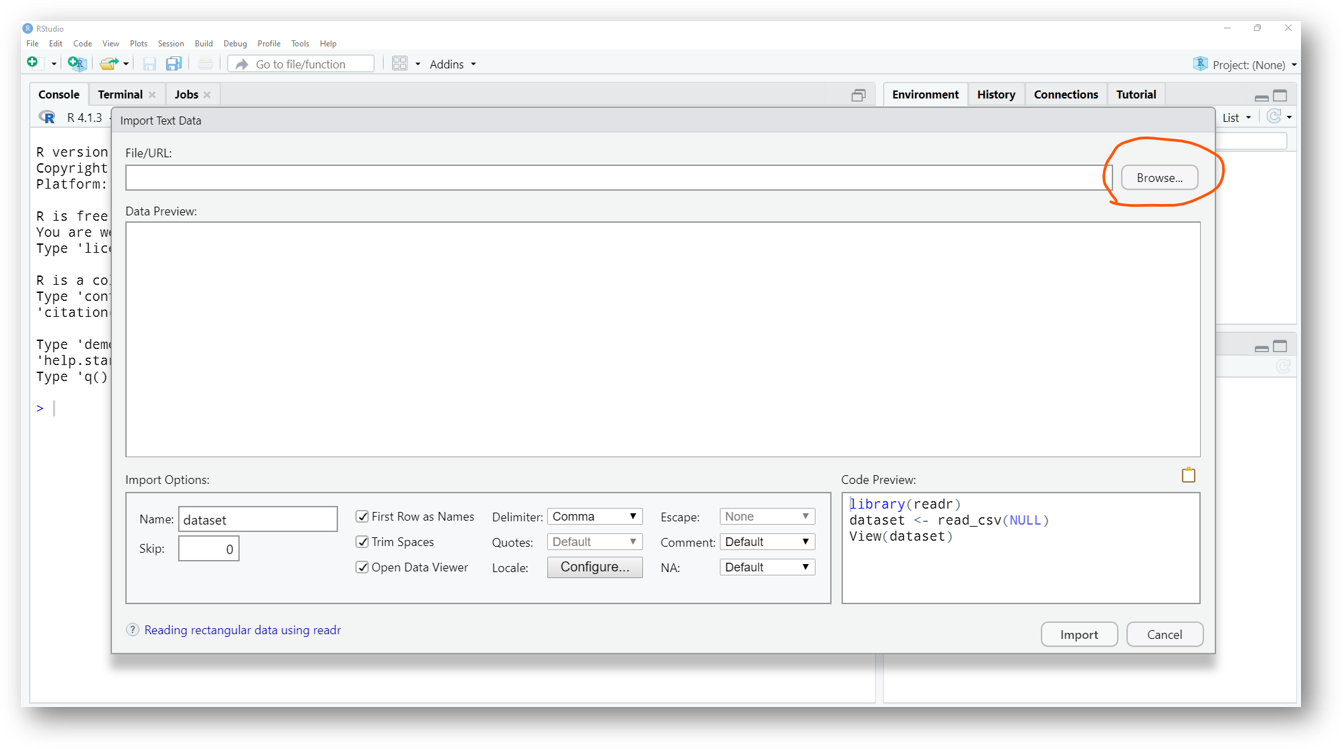 RStudio
File Edit Code View Plots Session Build Debug Profile Tools Help
Go to file/function Addins Project: (None)
Console Terminal Jobs Environment History Connections Tutorial
R 4.1.3 List
Import Text Data
File/URL:
Browse...
Data Preview:
R version
Copyright
Platform:
R is free
You are we
Type 'lice
R is a co
Type 'con
'citation
Type 'demo
'help.star
Type 'q()
>
Import Options:
Name: dataset
Skip: 0
First Row as Names
Trim Spaces
Open Data Viewer
Delimiter: Comma
Quotes: Default
Locale: Configure...
Escape: None
Comment: Default
NA: Default
Code Preview:
library(readr)
dataset <- read_csv(NULL)
View(dataset)
? Reading rectangular data using readr
Import Cancel